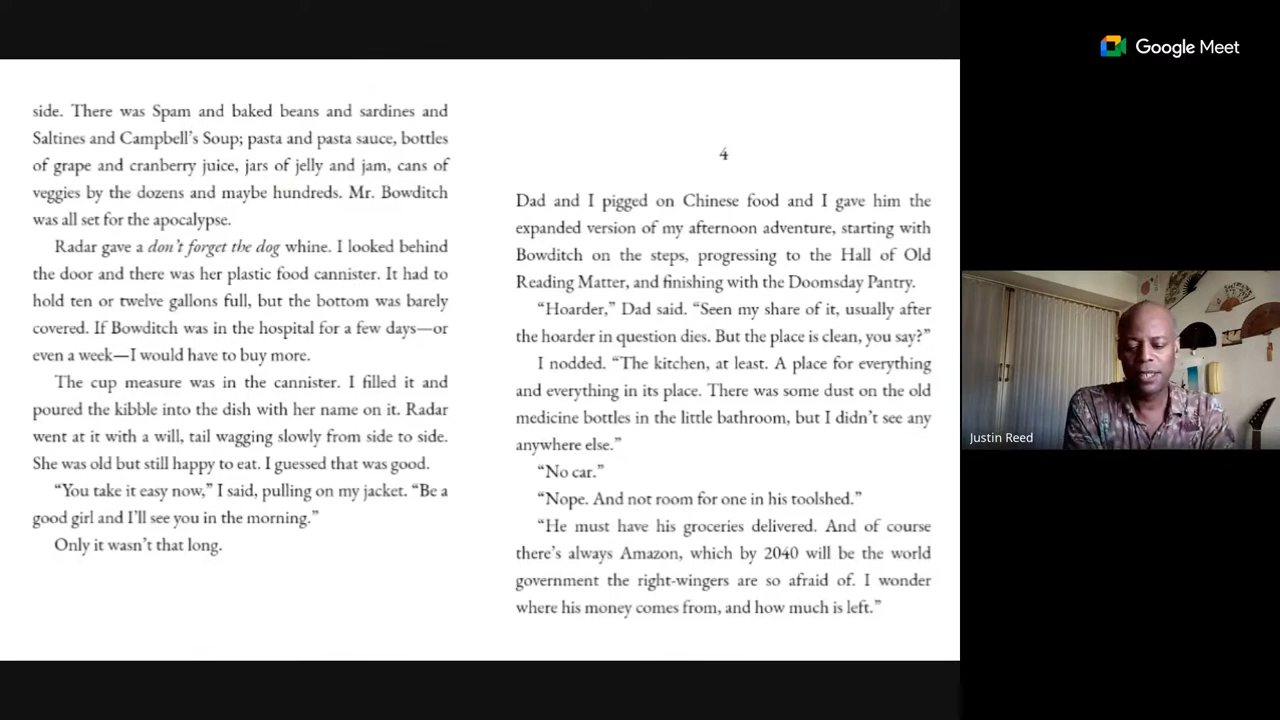 side. There was Spam and baked beans and sardines and
Saltines and Campbell’s Soup; pasta and pasta sauce, bottles
of grape and cranberry juice, jars of jelly and jam, cans of
veggies by the dozens and maybe hundreds. Mr. Bowditch
was all set for the apocalypse.
Radar gave a don’t forget the dog whine. I looked behind
the door and there was her plastic food cannister. It had to
hold ten or twelve gallons full, but the bottom was barely
covered. If Bowditch was in the hospital for a few days—or
even a week—I would have to buy more.
The cup measure was in the cannister. I filled it and
poured the kibble into the dish with her name on it. Radar
went at it with a will, tail wagging slowly from side to side.
She was old but still happy to eat. I guessed that was good.
“You take it easy now,” I said, pulling on my jacket. “Be a
good girl and I’ll see you in the morning.”
Only it wasn’t that long.
4
Dad and I pigged on Chinese food and I gave him the
expanded version of my afternoon adventure, starting with
Bowditch on the steps, progressing to the Hall of Old
Reading Matter, and finishing with the Doomsday Pantry.
“Hoarder,” Dad said. “Seen my share of it, usually after
the hoarder in question dies. But the place is clean, you say?”
I nodded. “The kitchen, at least. A place for everything
and everything in its place. There was some dust on the old
medicine bottles in the little bathroom, but I didn’t see any
anywhere else.”
“No car.”
“Nope. And not room for one in his toolshed.”
“He must have his groceries delivered. And of course
there’s always Amazon, which by 2040 will be the world
government the right-wingers are so afraid of. I wonder
where his money comes from, and how much is left.”
Google Meet
Justin Reed